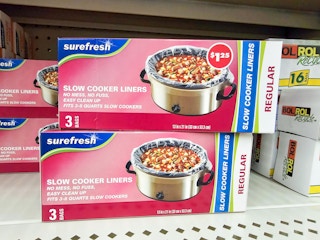 surefresh
$1.25
SLOW COOKER LINERS
NO MESS, NO FUSS,
EASY CLEAN UP
FITS 3-8 QUARTS SLOW COOKERS
3
BAGS
SLOW COOKER LINERS
REGULAR
surefresh
SLOW COOKER LINERS
NO MESS, NO FUSS,
EASY CLEAN UP
FITS 3-8 QUARTS SLOW COOKERS
3
BAGS
SLOW COOKER LINERS
REGULAR
ROL
16
ROL